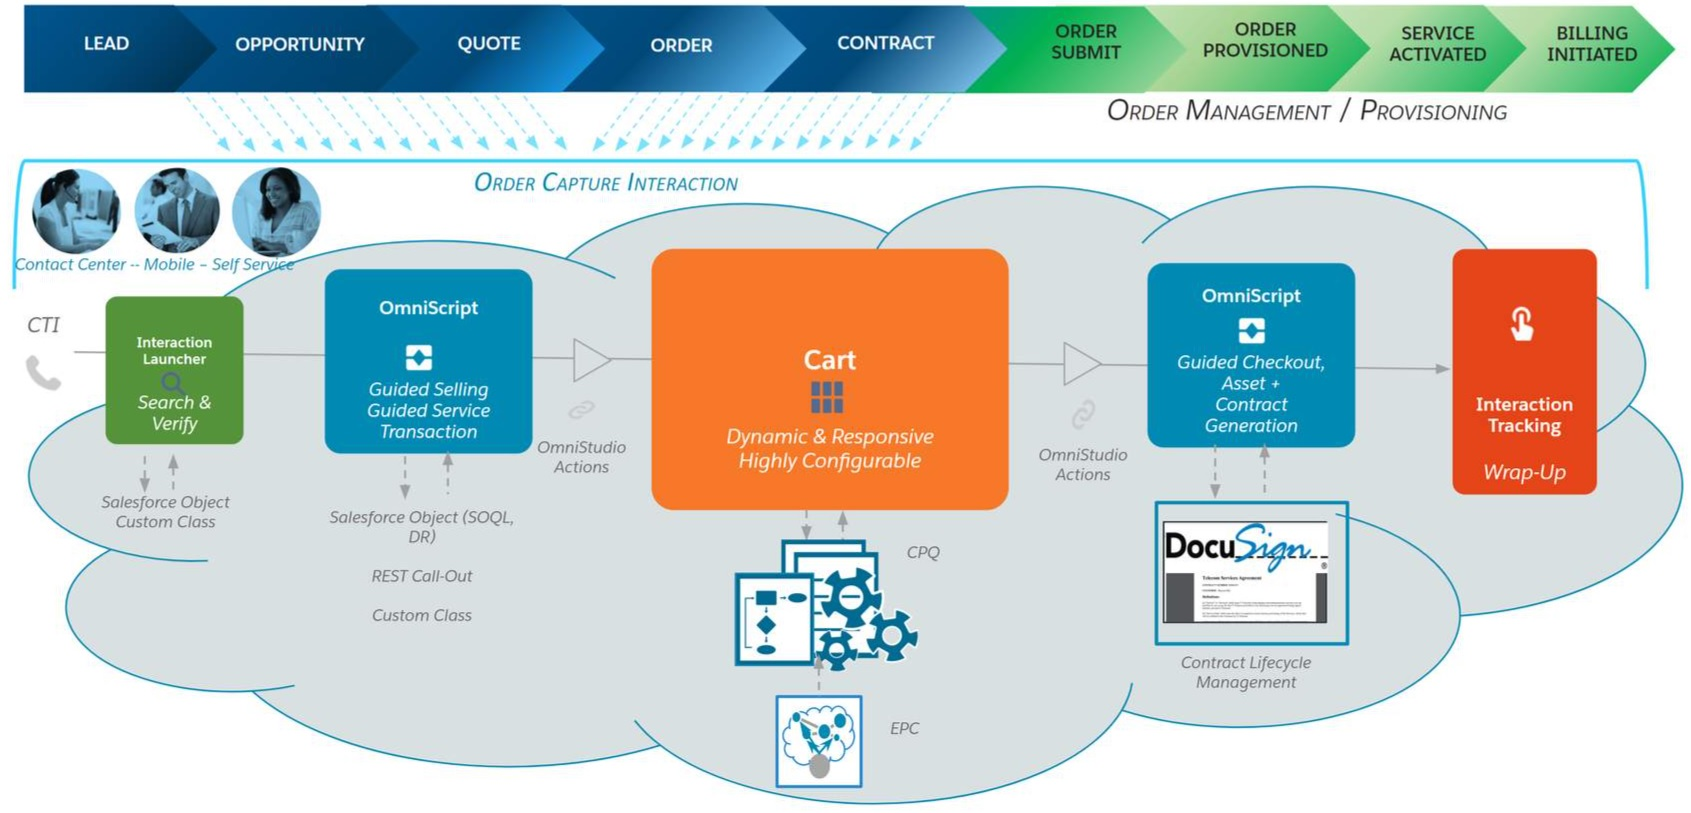 LEAD
OPPORTUNITY
QUOTE
ORDER
CONTRACT
ORDER
SUBMIT
ORDER
PROVISIONED
SERVICE
ACTIVATED
BILLING
INITIATED
ORDER MANAGEMENT / PROVISIONING
ORDER CAPTURE INTERACTION
Contact Center -- Mobile – Self Service
CTI
Interaction
Launcher
Search &
Verify
Salesforce Object
Custom Class
OmniScript
Guided Selling
Guided Service
Transaction
Salesforce Object (SOQL,
DR)
REST Call-Out
Custom Class
OmniStudio
Actions
Cart
Dynamic & Responsive
Highly Configurable
CPQ
EPC
OmniStudio
Actions
OmniScript
Guided Checkout,
Asset +
Contract
Generation
DocuSign
®
Telecom Services Agreement
Contract Lifecycle
Management
Interaction
Tracking
Wrap-Up